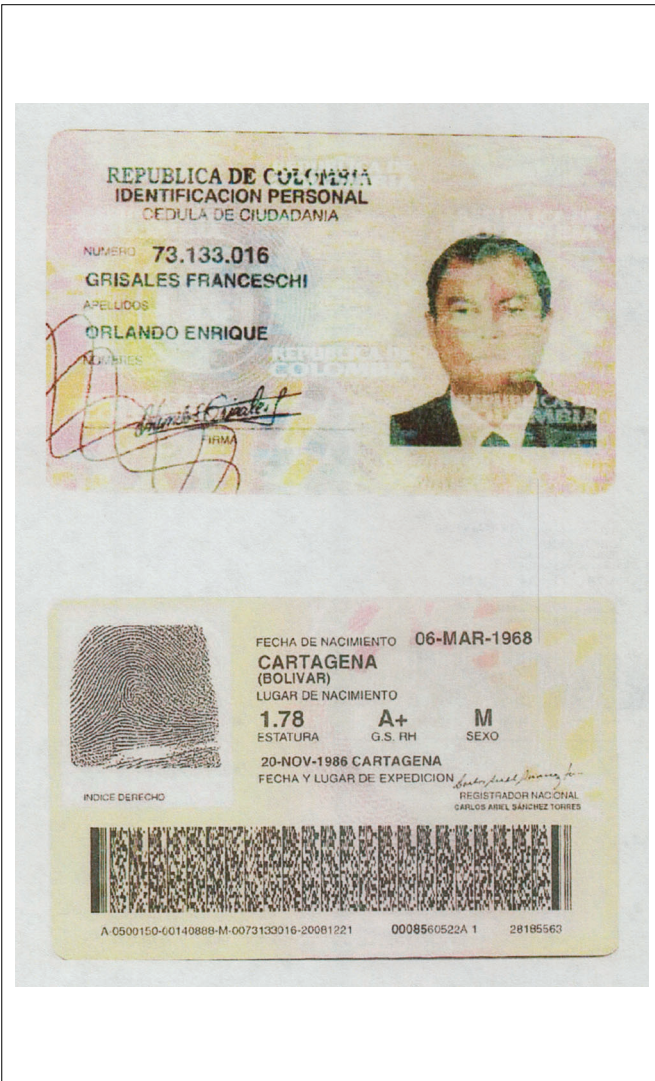 REPUBLICA DE COLOMBIA
IDENTIFICACION PERSONAL
CEDULA DE CIUDADANIA
NUMERO 73.133.016
GRISALES FRANCESCHI
APELLIDOS
ORLANDO ENRIQUE
NOMBRES
REPUBLICA DE
COLOMBIA
FIRMA
FECHA DE NACIMIENTO 06-MAR-1968
CARTAGENA
(BOLIVAR)
LUGAR DE NACIMIENTO
1.78 A+ M
ESTATURA G.S. RH SEXO
20-NOV-1986 CARTAGENA
FECHA Y LUGAR DE EXPEDICION
INDICE DERECHO
REGISTRADOR NACIONAL
CARLOS ARIEL SÁNCHEZ TORRES
A-0500150-00140888-M-0073133016-20081221 0008560522A 1 28185563